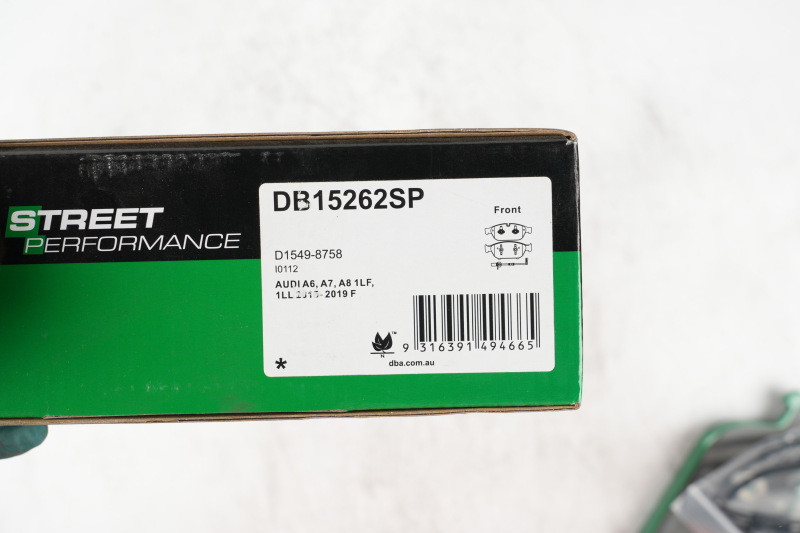 STREET
PERFORMANCE
DB15262SP
Front
D1549-8758
I0112
AUDI A6, A7, A8 1LF,
1LL 2019 F
TM
N
9 316391 494665
*
dba.com.au